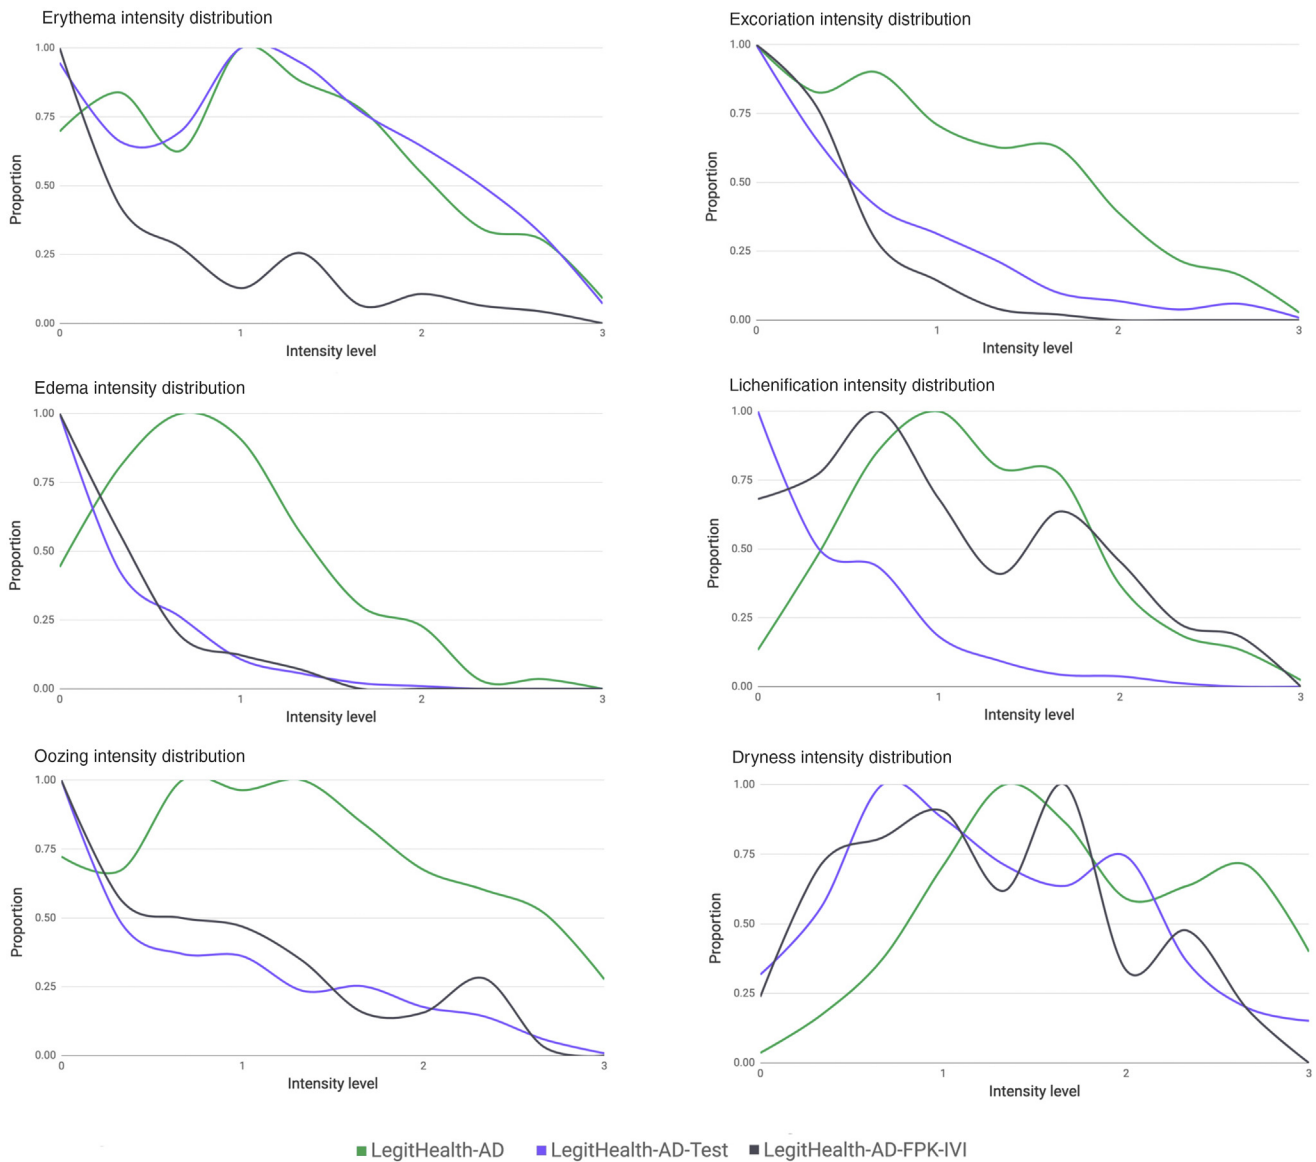 Erythema intensity distribution
1.00
0.75
0.50
0.25
0.00
Proportion
0 1 2 3
Intensity level
Excoriation intensity distribution
1.00
0.75
0.50
0.25
0.00
Proportion
0 1 2 3
Intensity level
Edema intensity distribution
1.00
0.75
0.50
0.25
0.00
Proportion
0 1 2 3
Intensity level
Lichenification intensity distribution
1.00
0.75
0.50
0.25
0.00
Proportion
0 1 2 3
Intensity level
Oozing intensity distribution
1.00
0.75
0.50
0.25
0.00
Proportion
0 1 2 3
Intensity level
Dryness intensity distribution
1.00
0.75
0.50
0.25
0.00
Proportion
0 1 2 3
Intensity level
LegitHealth-AD LegitHealth-AD-Test LegitHealth-AD-FPK-IVI